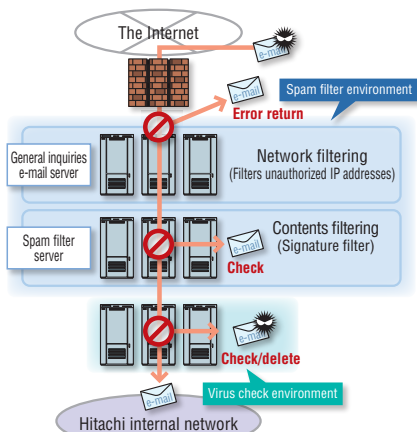 The Internet
e-mail
e-mail
Error return
Spam filter environment
General inquiries
e-mail server
Network filtering
(Filters unauthorized IP addresses)
Spam filter
server
Contents filtering
(Signature filter)
e-mail
Check
e-mail
Check/delete
Virus check environment
e-mail
Hitachi internal network